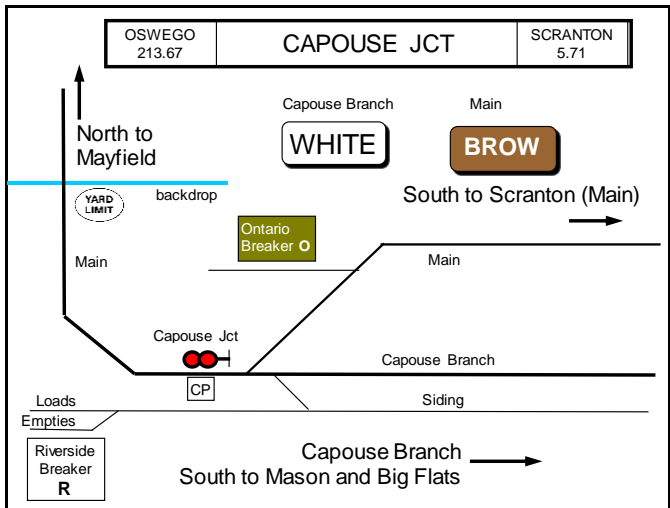 OSWEGO
213.67
CAPOUSE JCT
SCRANTON
5.71
Capouse Branch
Main
WHITE
BROW
North to
Mayfield
YARD
LIMIT
backdrop
South to Scranton (Main)
Ontario
Breaker O
Main
Main
Capouse Jct
Capouse Branch
CP
Loads
Siding
Empties
Riverside
Breaker
R
Capouse Branch
South to Mason and Big Flats